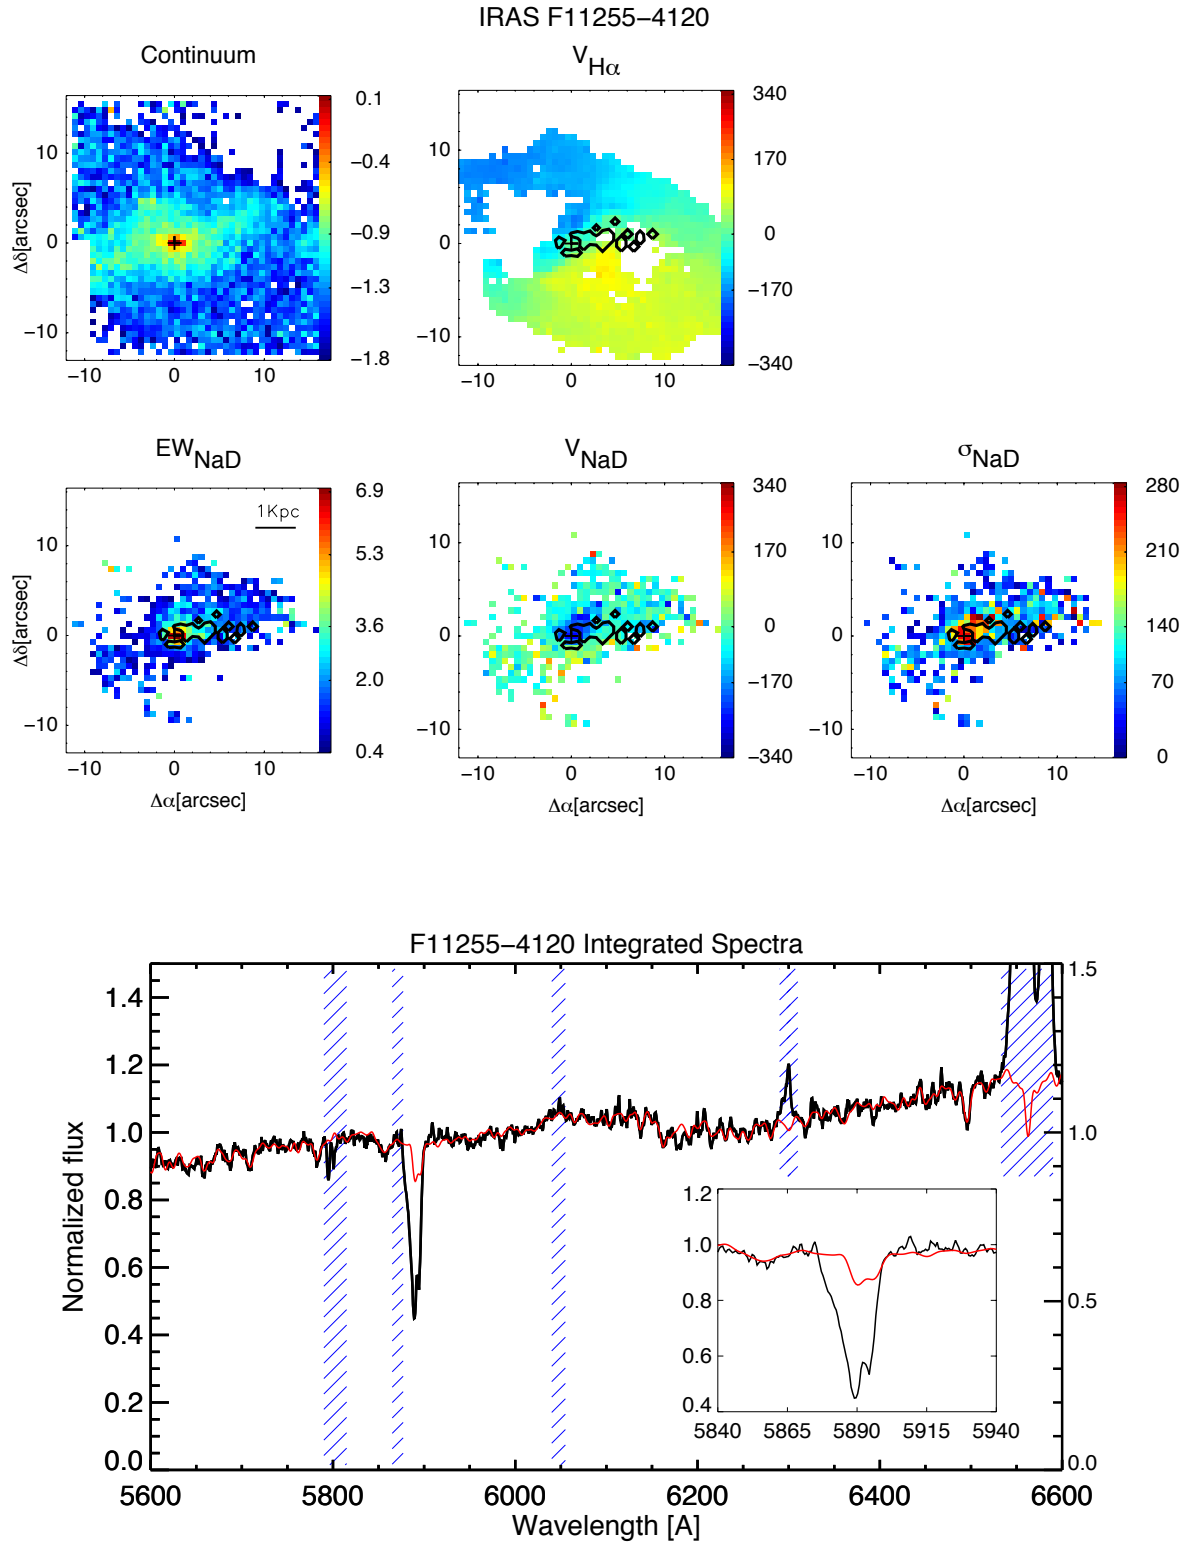 IRAS F11255−4120
Continuum
V Hα
Δδ[arcsec]
10
0
−10
−10 0 10
0.1
−0.4
−0.9
−1.3
−1.8
10
0
−10
−10 0 10
340
170
0
−170
−340
EW NaD
V NaD
σ NaD
Δδ[arcsec]
10
0
−10
1Kpc
−10 0 10
Δα[arcsec]
6.9
5.3
3.6
2.0
0.4
10
0
−10
−10 0 10
Δα[arcsec]
340
170
0
−170
−340
10
0
−10
−10 0 10
Δα[arcsec]
280
210
140
70
0
F11255−4120 Integrated Spectra
Normalized flux
1.4
1.2
1.0
0.8
0.6
0.4
0.2
0.0
1.5
1.0
0.5
0.0
1.2
1.0
0.8
0.6
0.4
5840 5865 5890 5915 5940
5600 5800 6000 6200 6400 6600
Wavelength [A]